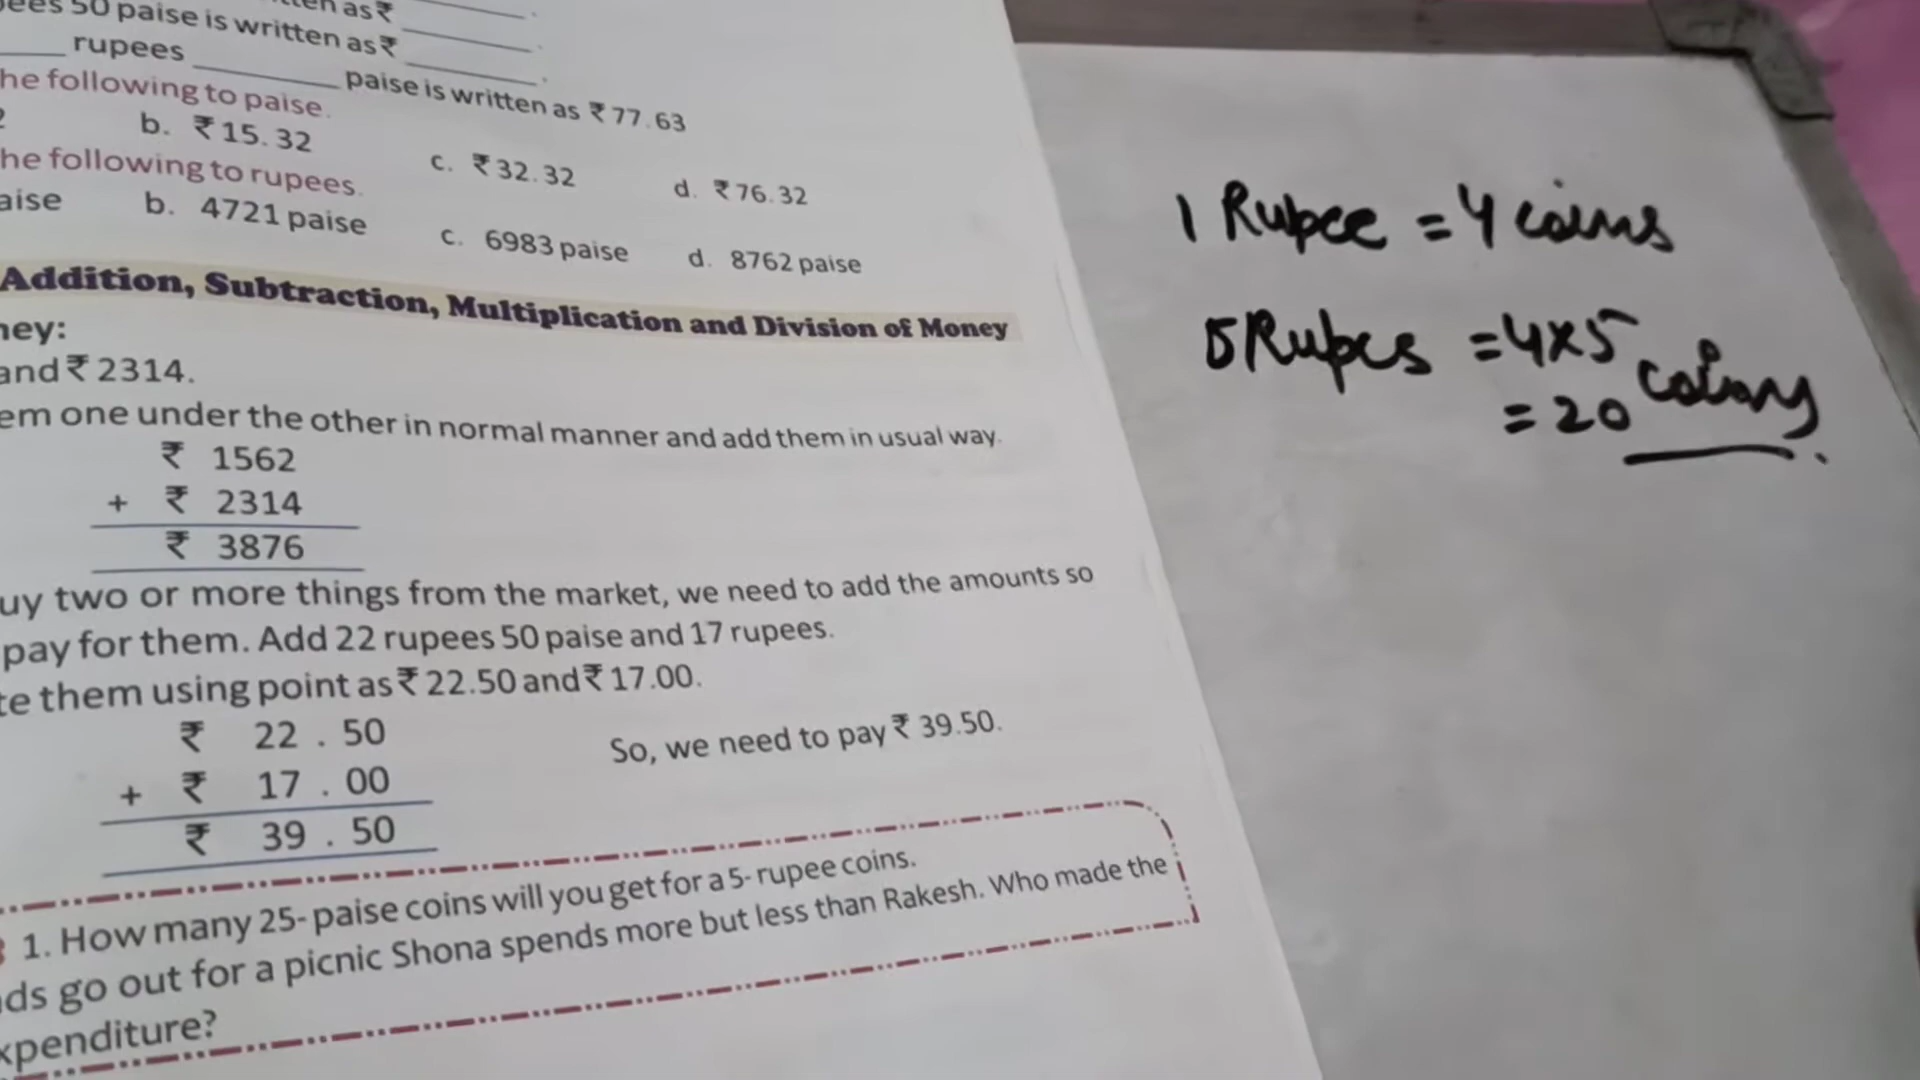 as ₹ ______.
50 paise is written as ₹ ______.
____ rupees ______ paise is written as ₹ 77.63
he following to paise.
b. ₹ 15.32 c. ₹ 32.32 d. ₹ 76.32
he following to rupees.
aise b. 4721 paise c. 6983 paise d. 8762 paise
Addition, Subtraction, Multiplication and Division of Money
ney:
and ₹ 2314.
em one under the other in normal manner and add them in usual way.
₹ 1562
+ ₹ 2314
₹ 3876
uy two or more things from the market, we need to add the amounts so
pay for them. Add 22 rupees 50 paise and 17 rupees.
te them using point as ₹ 22.50 and ₹ 17.00.
₹ 22 . 50
+ ₹ 17 . 00
₹ 39 . 50
So, we need to pay ₹ 39.50.
1. How many 25-paise coins will you get for a 5-rupee coins.
ds go out for a picnic Shona spends more but less than Rakesh. Who made the
xpenditure?
1 Rupee = 4 coins
5 Rupes = 4x5
= 20 coins